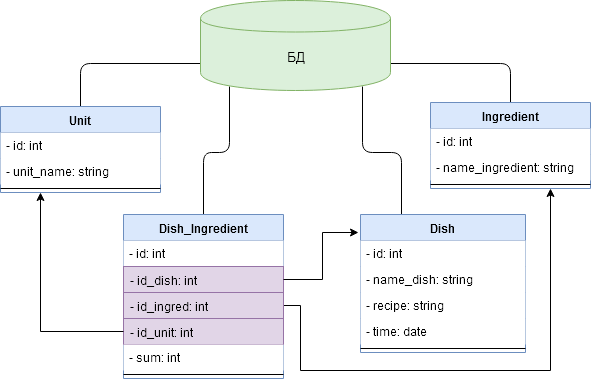 БД
Unit
- id: int
- unit_name: string
Ingredient
- id: int
- name_ingredient: string
Dish_Ingredient
- id: int
- id_dish: int
- id_ingred: int
- id_unit: int
- sum: int
Dish
- id: int
- name_dish: string
- recipe: string
- time: date